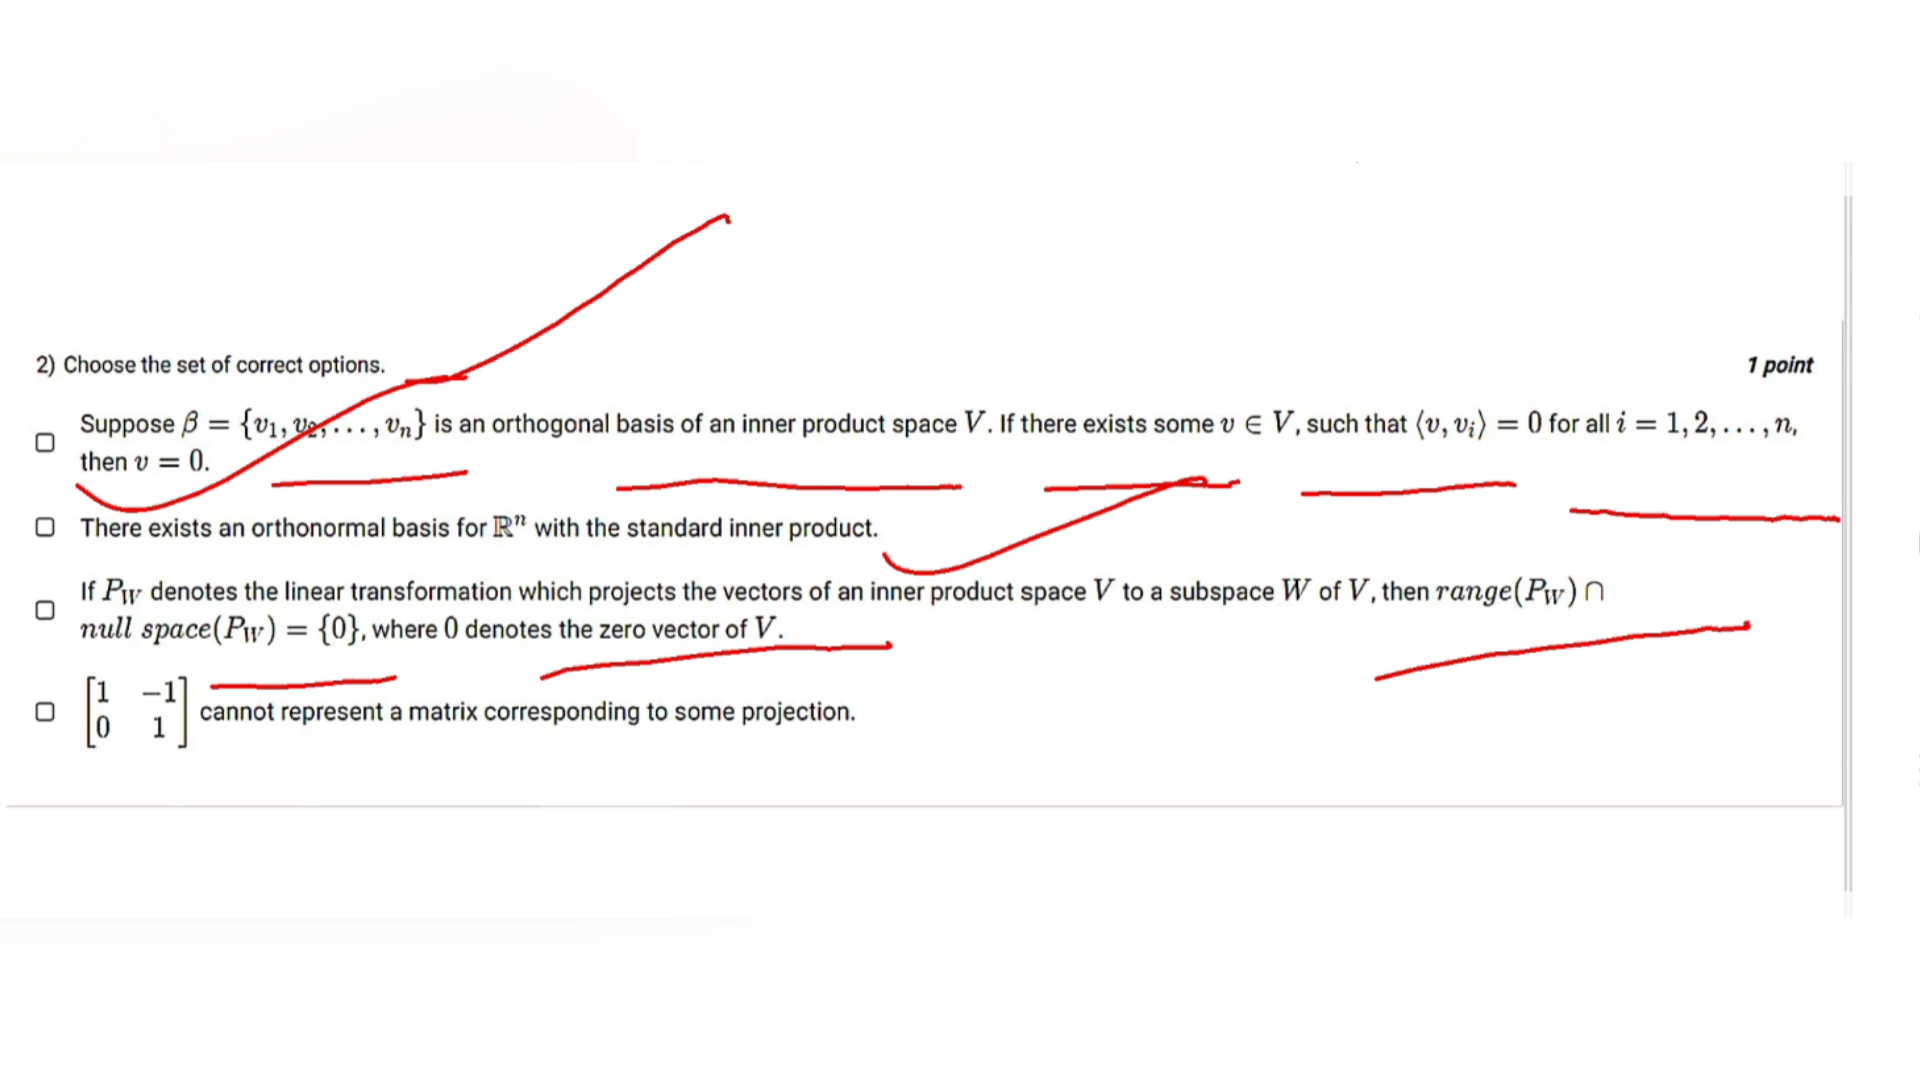 2) Choose the set of correct options.
1 point
Suppose β = {v₁, v₂, . . . , vₙ} is an orthogonal basis of an inner product space V. If there exists some v ∈ V, such that ⟨v, vᵢ⟩ = 0 for all i = 1, 2, . . . , n,
then v = 0.
There exists an orthonormal basis for ℝⁿ with the standard inner product.
If P_W denotes the linear transformation which projects the vectors of an inner product space V to a subspace W of V, then range(P_W) ∩
null space(P_W) = {0}, where 0 denotes the zero vector of V.
[1 −1
0 1] cannot represent a matrix corresponding to some projection.